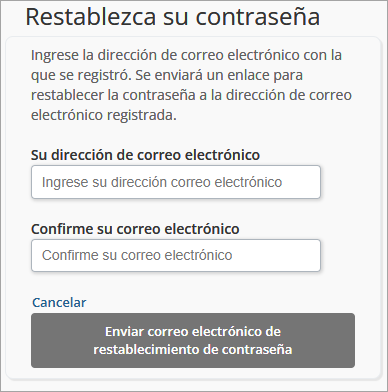 Restablezca su contraseña
Ingrese la dirección de correo electrónico con la
que se registró. Se enviará un enlace para
restablecer la contraseña a la dirección de correo
electrónico registrada.
Su dirección de correo electrónico
Ingrese su dirección correo electrónico
Confirme su correo electrónico
Confirme su correo electrónico
Cancelar
Enviar correo electrónico de
restablecimiento de contraseña